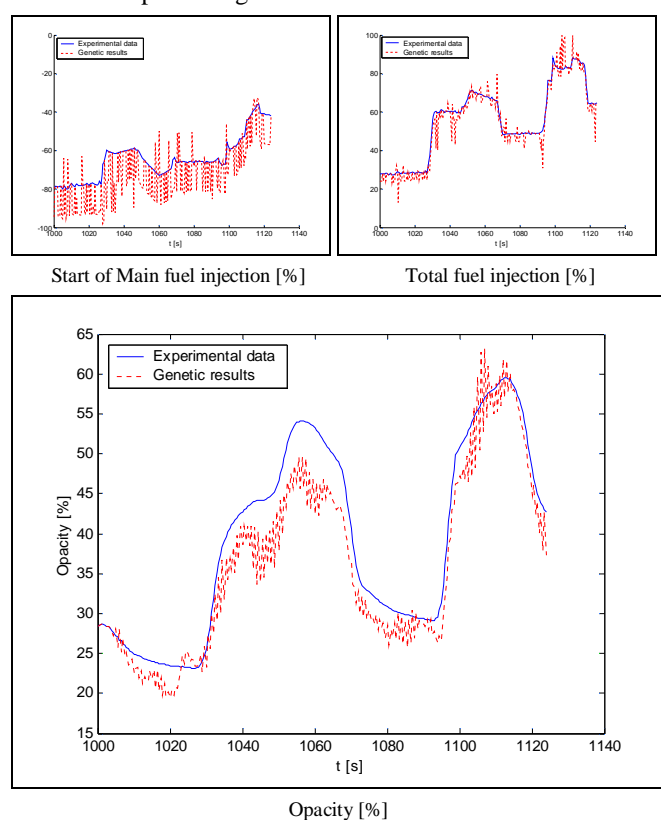 0
-20
-40
-60
-80
-100
1000 1020 1040 1060 1080 1100 1120 1140
t [s]
Experimental data
Genetic results
Start of Main fuel injection [%]
100
80
60
40
20
0
1000 1020 1040 1060 1080 1100 1120 1140
t [s]
Experimental data
Genetic results
Total fuel injection [%]
65
60
55
50
45
40
35
30
25
20
15
Opacity [%]
Experimental data
Genetic results
1000 1020 1040 1060 1080 1100 1120 1140
t [s]
Opacity [%]